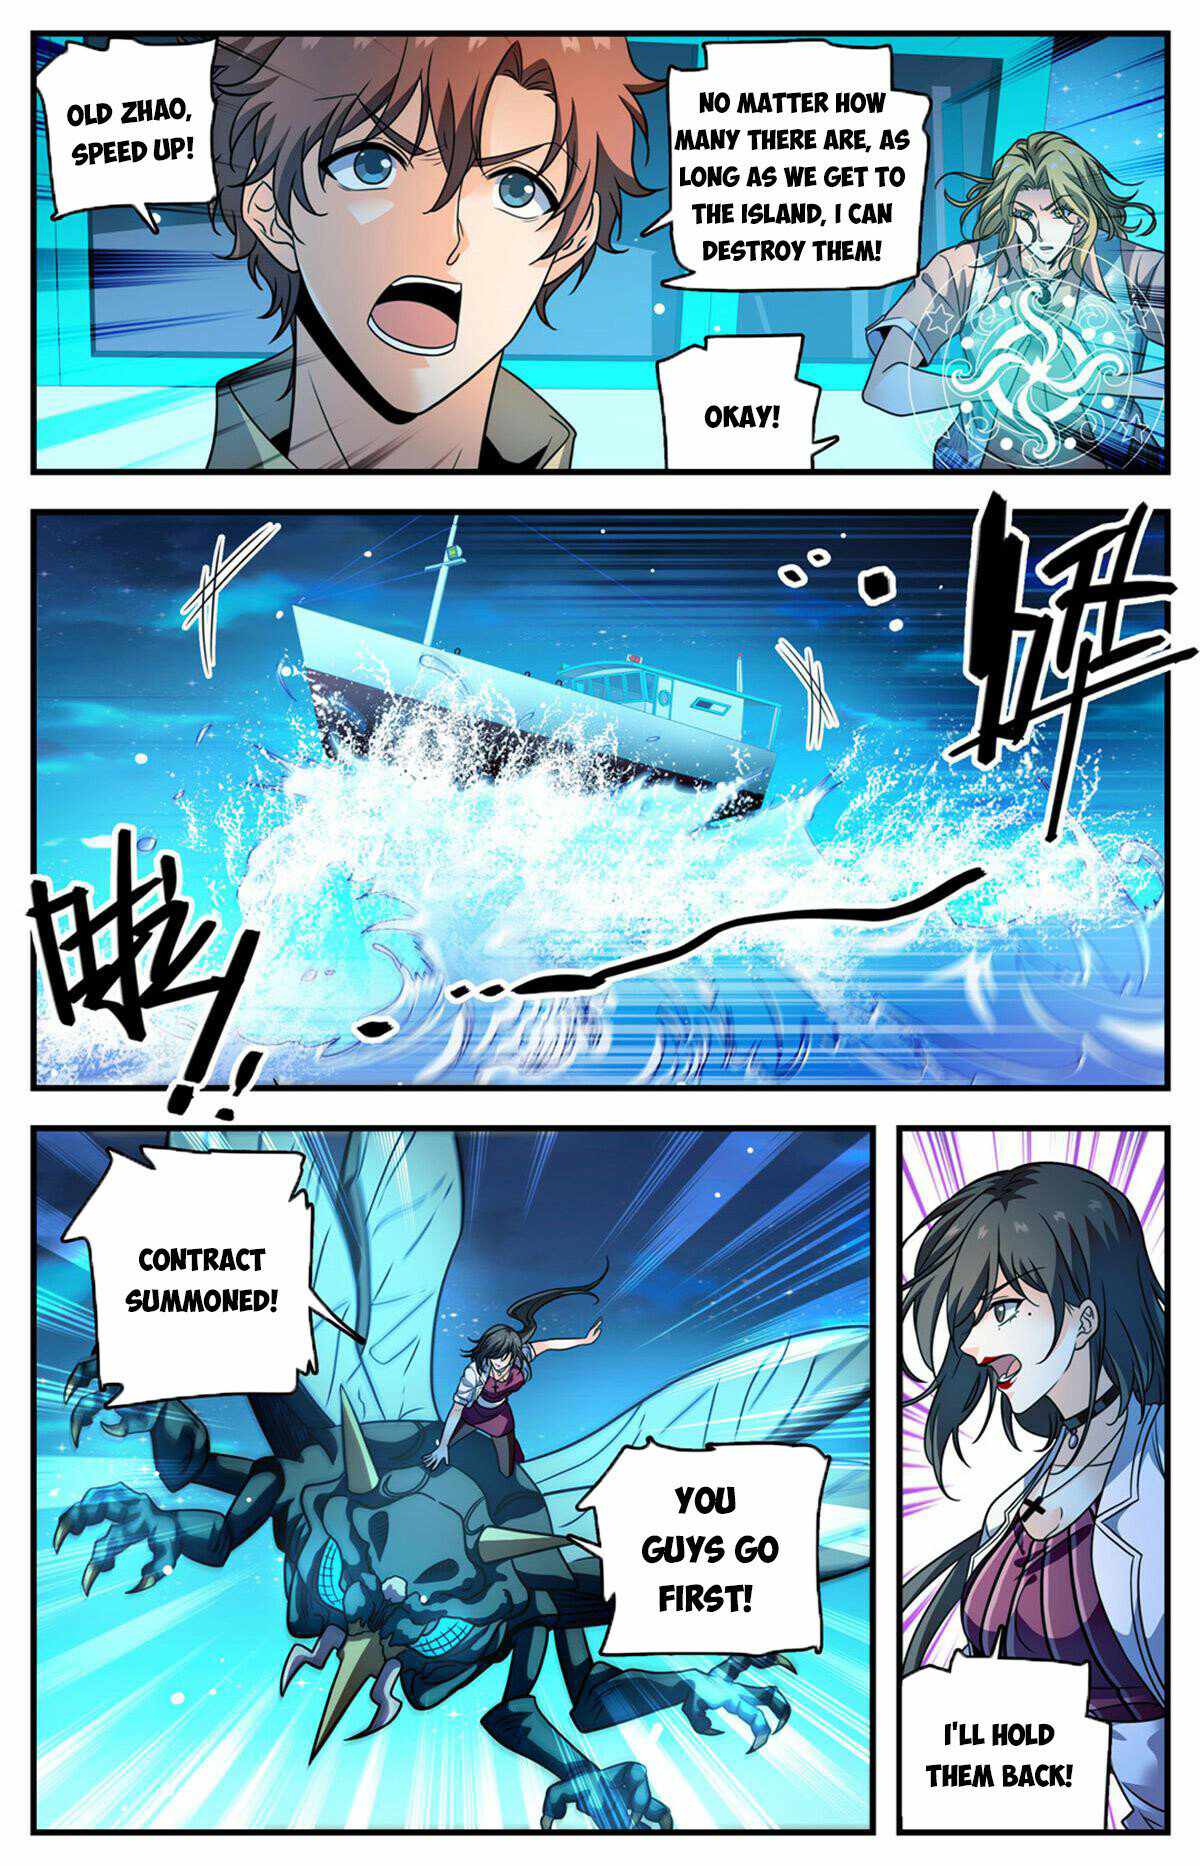 OLD ZHAO,
SPEED UP!
NO MATTER HOW
MANY THERE ARE, AS
LONG AS WE GET TO
THE ISLAND, I CAN
DESTROY THEM!
OKAY!
CONTRACT
SUMMONED!
YOU
GUYS GO
FIRST!
I'LL HOLD
THEM BACK!